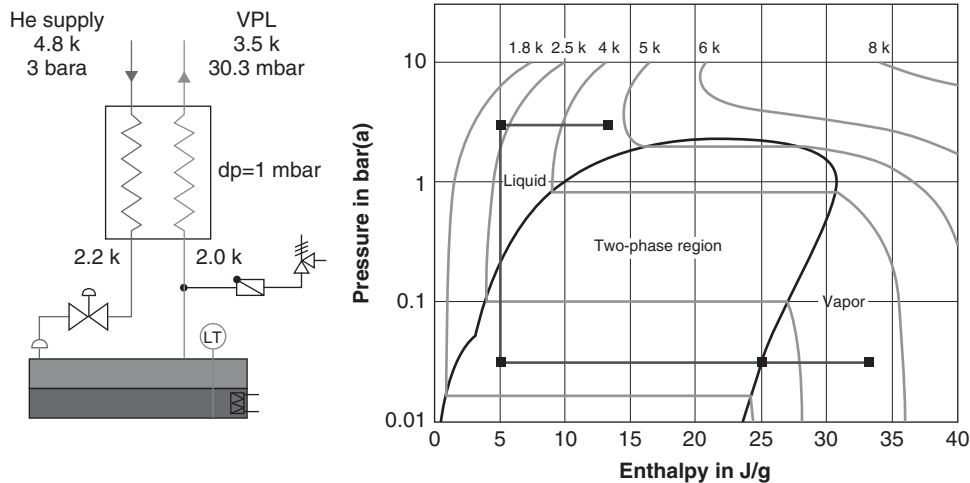 He supply
4.8 k
3 bara
VPL
3.5 k
30.3 mbar
dp=1 mbar
2.2 k
2.0 k
LT
Pressure in bar(a)
10
1
0.1
0.01
1.8 k
2.5 k
4 k
5 k
6 k
8 k
Liquid
Two-phase region
Vapor
0
5
10
15
20
25
30
35
40
Enthalpy in J/g